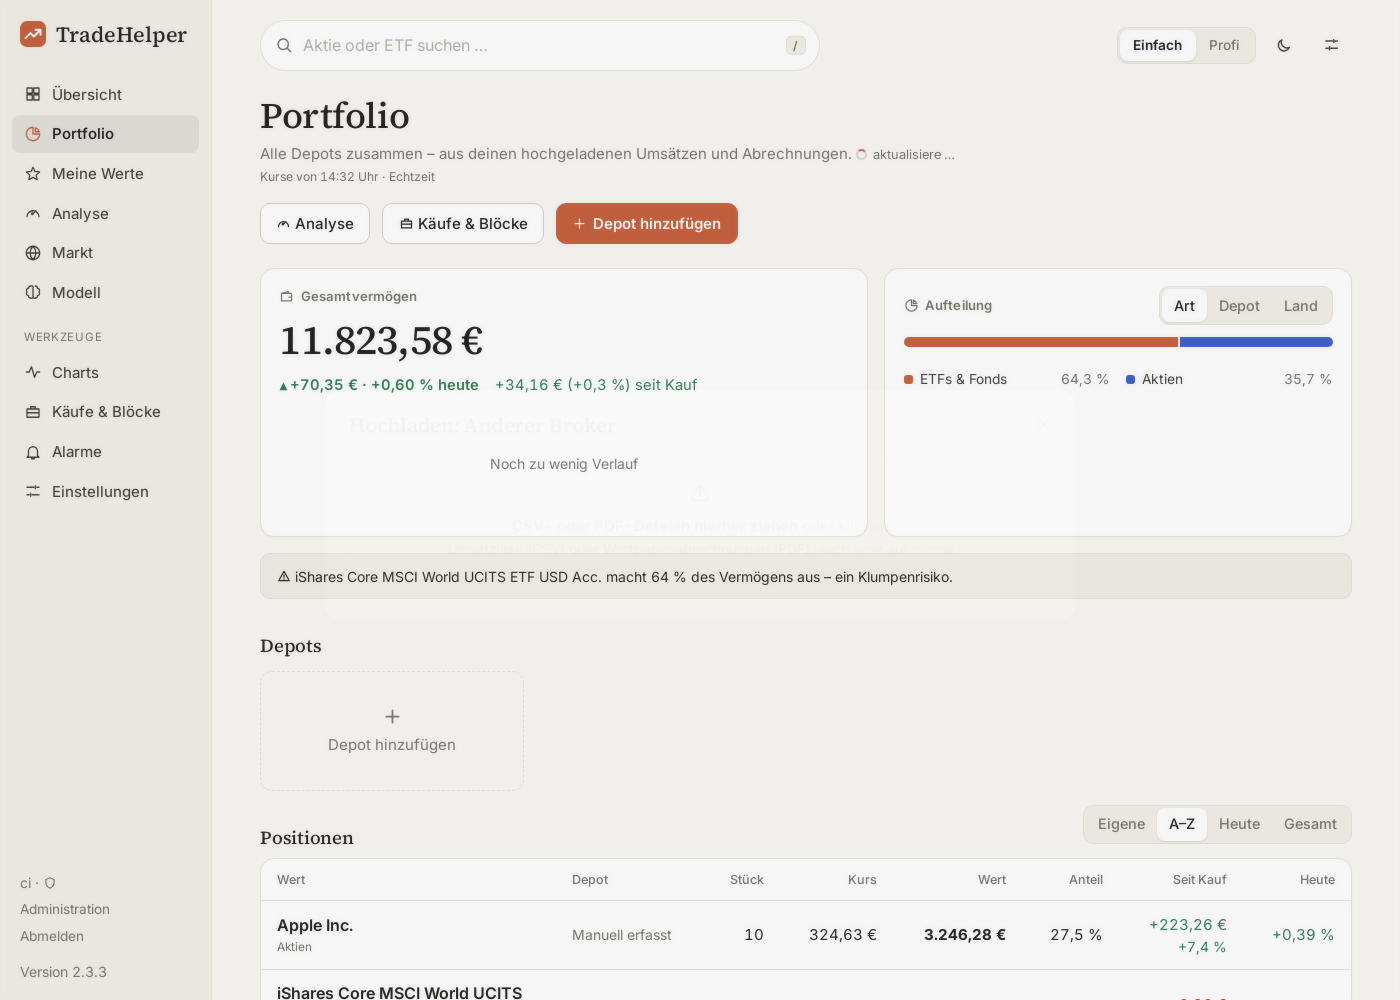 TradeHelper
Aktie oder ETF suchen ...
/
Einfach
Profi
Übersicht
Portfolio
Meine Werte
Analyse
Markt
Modell
WERKZEUGE
Charts
Käufe & Blöcke
Alarme
Einstellungen
Portfolio
Alle Depots zusammen – aus deinen hochgeladenen Umsätzen und Abrechnungen. aktualisiere ...
Kurse von 14:32 Uhr · Echtzeit
Analyse
Käufe & Blöcke
+ Depot hinzufügen
Gesamtvermögen
11.823,58 €
▲+70,35 € · +0,60 % heute +34,16 € (+0,3 %) seit Kauf
Aufteilung
Art
Depot
Land
ETFs & Fonds 64,3 %
Aktien 35,7 %
Hochladen: Anderer Broker
Noch zu wenig Verlauf
CSV- oder PDF-Dateien hierher ziehen oder
iShares Core MSCI World UCITS ETF USD Acc. macht 64 % des Vermögens aus – ein Klumpenrisiko.
Depots
+
Depot hinzufügen
Positionen
Eigene
A–Z
Heute
Gesamt
Wert Depot Stück Kurs Wert Anteil Seit Kauf Heute
Apple Inc.
Aktien
Manuell erfasst 10 324,63 € 3.246,28 € 27,5 % +223,26 € +0,39 %
+7,4 %
iShares Core MSCI World UCITS
ci ·
Administration
Abmelden
Version 2.3.3